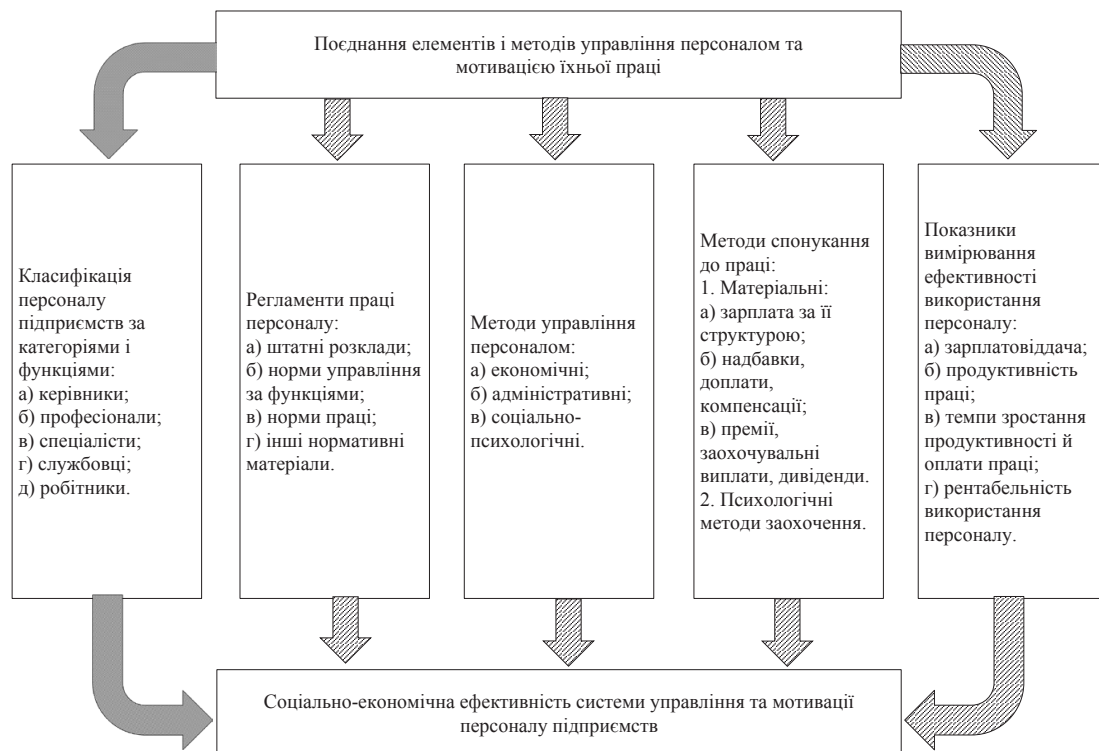 Поєднання елементів і методів управління персоналом та
мотивацією їхньої праці
Класифікація
персоналу
підприємств за
категоріями і
функціями:
а) керівники;
б) професіонали;
в) спеціалісти;
г) службовці;
д) робітники.
Регламенти праці
персоналу:
а) штатні розклади;
б) норми управління
за функціями;
в) норми праці;
г) інші нормативні
матеріали.
Методи управління
персоналом:
а) економічні;
б) адміністративні;
в) соціально-
психологічні.
Методи спонукання
до праці:
1. Матеріальні:
а) зарплата за її
структурою;
б) надбавки,
доплати,
компенсації;
в) премії,
заохочувальні
виплати, дивіденди.
2. Психологічні
методи заохочення.
Показники
вимірювання
ефективності
використання
персоналу:
а) зарплатовіддача;
б) продуктивність
праці;
в) темпи зростання
продуктивності й
оплати праці;
г) рентабельність
використання
персоналу.
Соціально-економічна ефективність системи управління та мотивації
персоналу підприємств